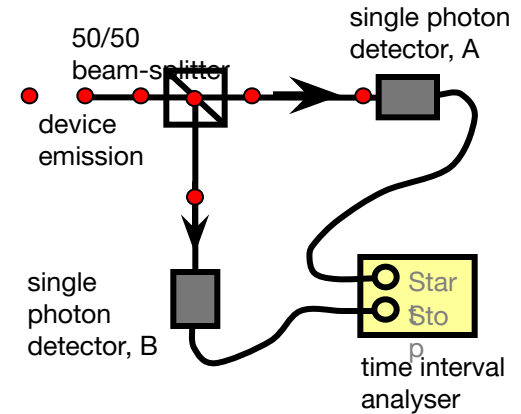 50/50
beam-splitter
single photon
detector, A
device
emission
single
photon
detector, B
Star
t
Sto
p
time interval
analyser